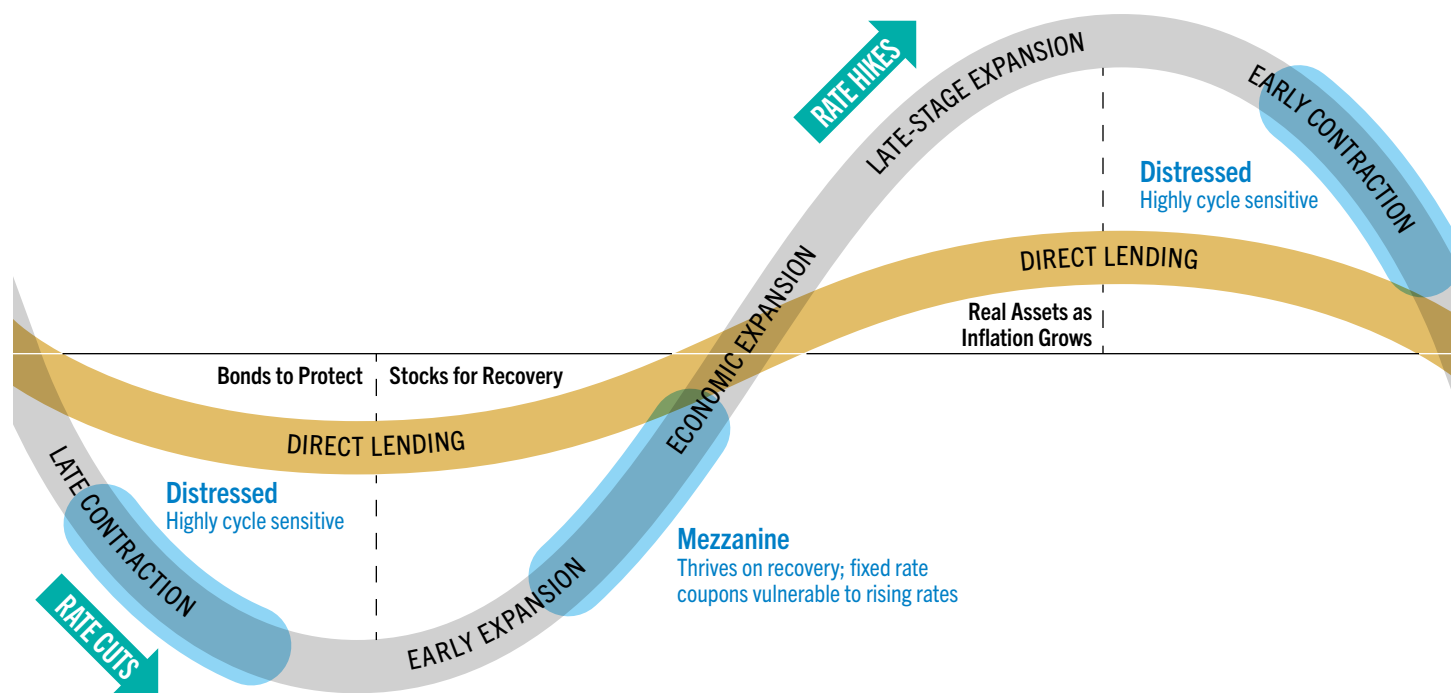 RATE HIKES
LATE-STAGE EXPANSION
EARLY CONTRACTION
Distressed
Highly cycle sensitive
DIRECT LENDING
Real Assets as
Inflation Grows
ECONOMIC EXPANSION
Bonds to Protect
Stocks for Recovery
DIRECT LENDING
LATE CONTRACTION
Distressed
Highly cycle sensitive
Mezzanine
Thrives on recovery; fixed rate
coupons vulnerable to rising rates
EARLY EXPANSION
RATE CUTS